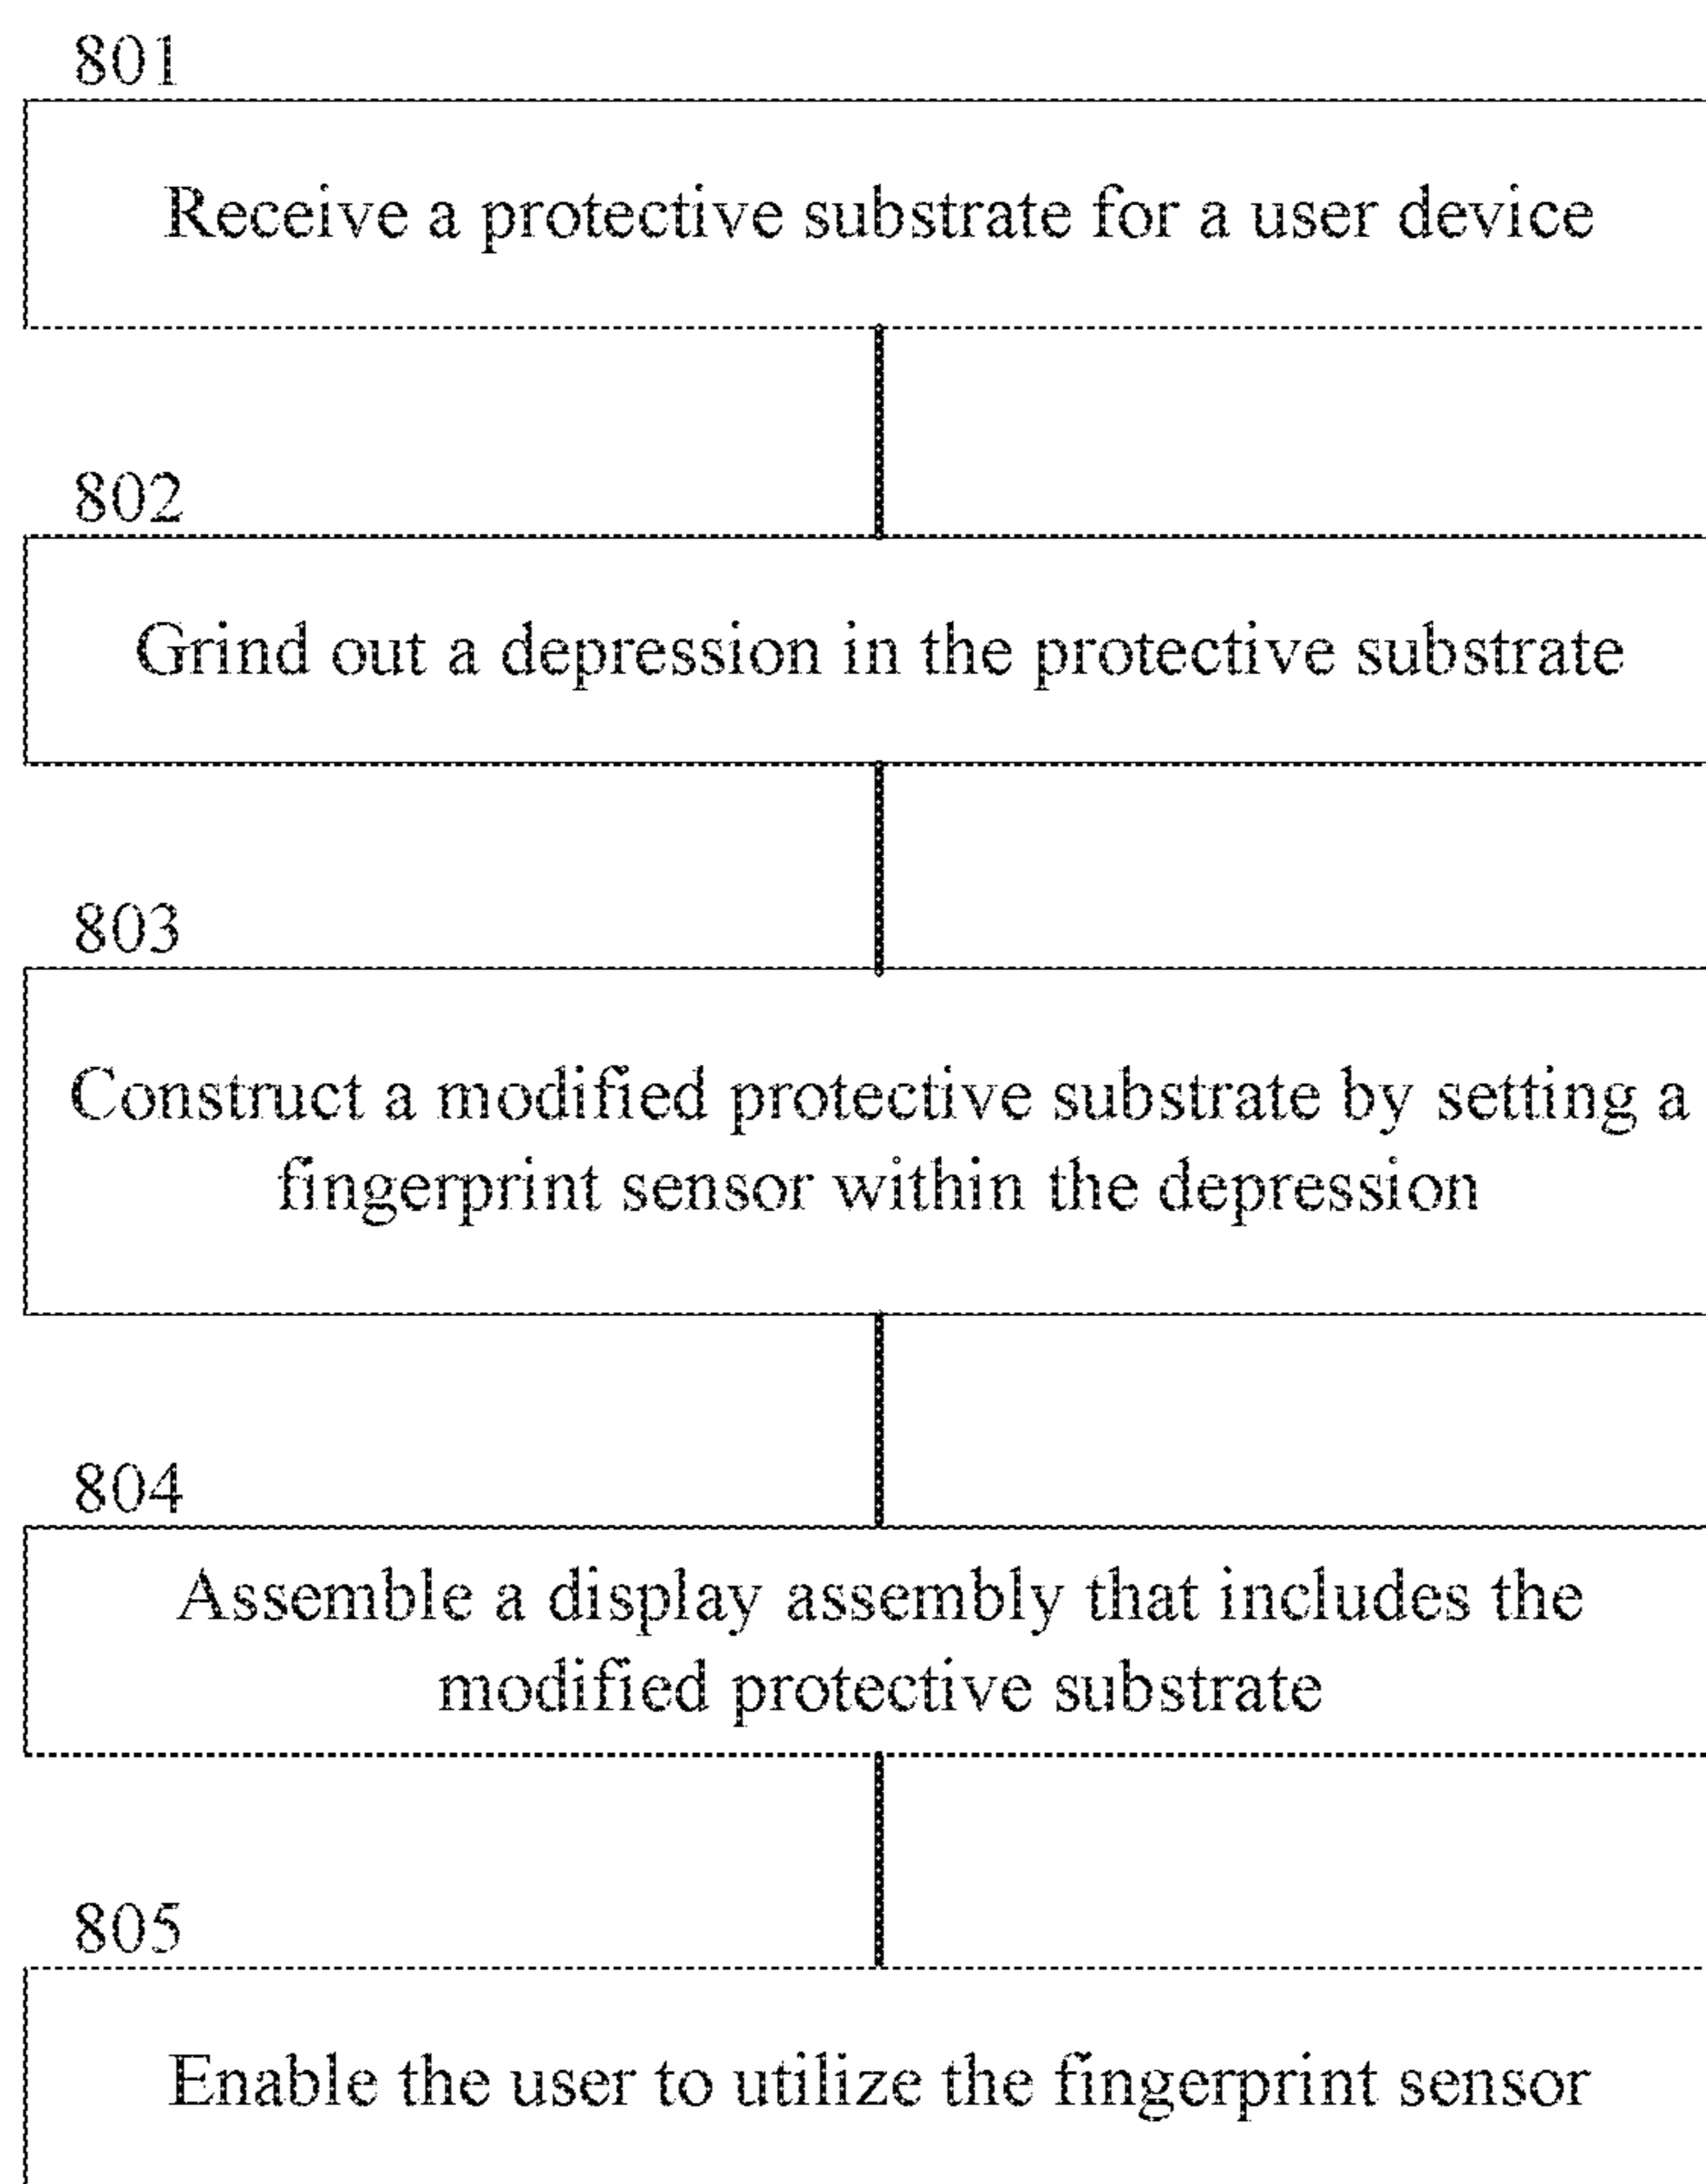 801
Receive a protective substrate for a user device
802
Grind out a depression in the protective substrate
803
Construct a modified protective substrate by setting a
fingerprint sensor within the depression
804
Assemble a display assembly that includes the
modified protective substrate
805
Enable the user to utilize the fingerprint sensor